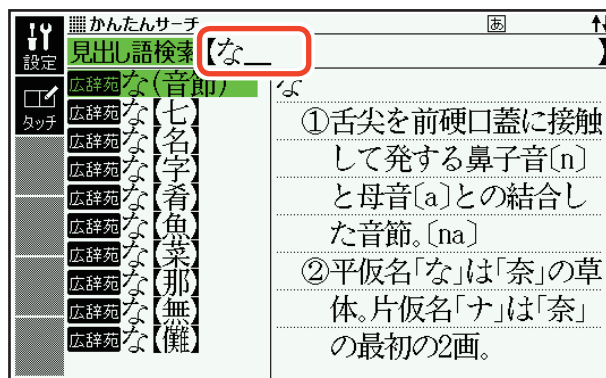 かんたんサーチ
あ
設定
見出し語検索【な
】
タッチ
広辞苑 な(音節)
広辞苑 な【七】
広辞苑 な【名】
広辞苑 な【字】
広辞苑 な【肴】
広辞苑 な【魚】
広辞苑 な【菜】
広辞苑 な【那】
広辞苑 な【無】
広辞苑 な【儺】
な
①舌尖を前硬口蓋に接触
して発する鼻子音〔n〕
と母音〔a〕との結合し
た音節。〔na〕
②平仮名「な」は「奈」の草
体。片仮名「ナ」は「奈」
の最初の2画。